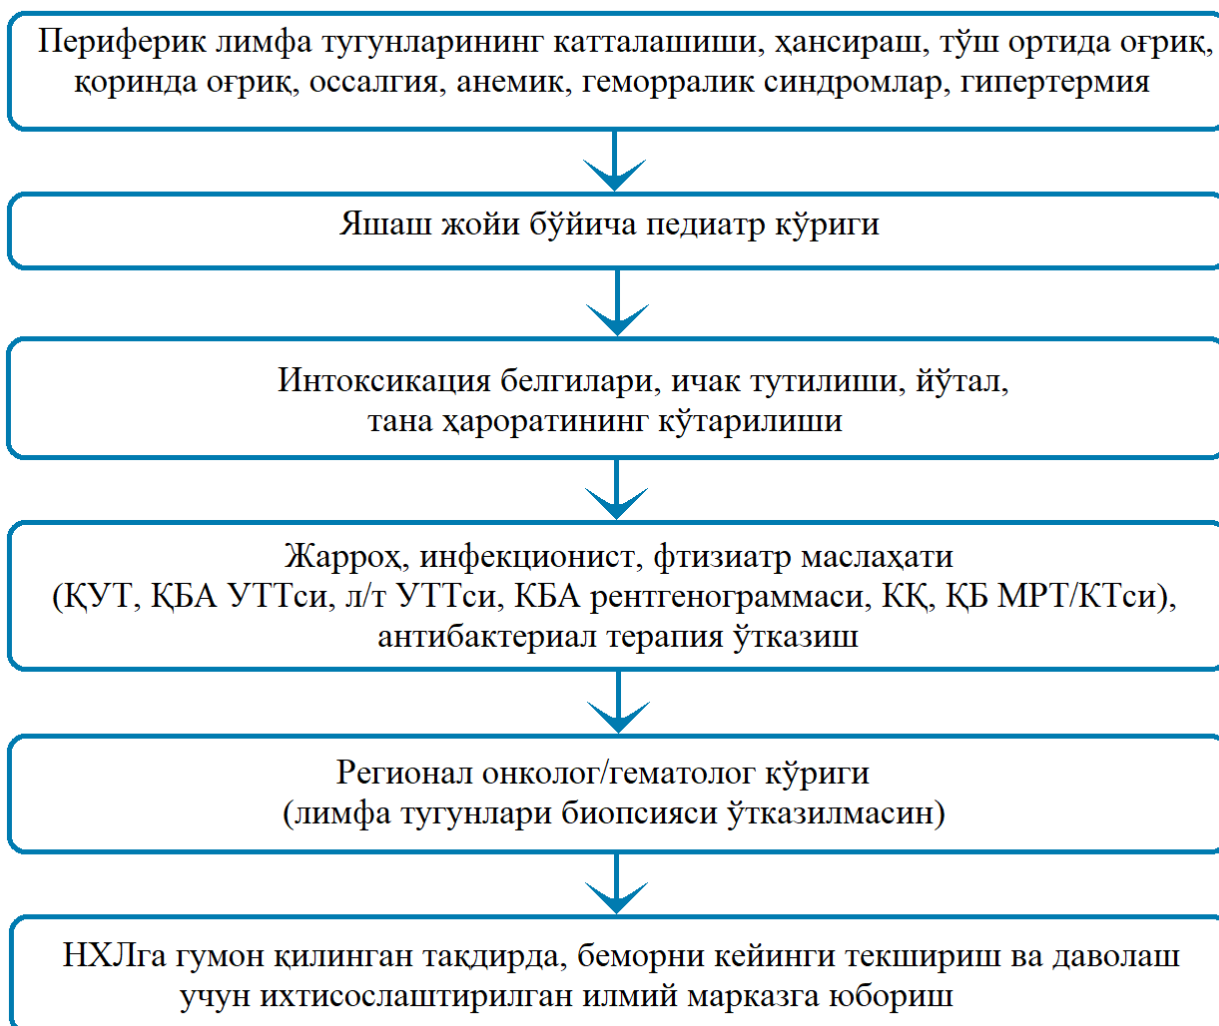 Периферик лимфа тугунларининг катталашиши, ҳансираш, тўш ортида оғриқ,
қоринда оғриқ, оссалгия, анемик, геморралик синдромлар, гипертермия
Яшаш жойи бўйича педиатр кўриги
Интоксикация белгилари, ичак тутилиши, йўтал,
тана ҳароратининг кўтарилиши
Жарроҳ, инфекционист, фтизиатр маслаҳати
(ҚУТ, ҚБА УТТси, л/т УТТси, КБА рентгенограммаси, КҚ, ҚБ МРТ/КТси),
антибактериал терапия ўтказиш
Регионал онколог/гематолог кўриги
(лимфа тугунлари биопсияси ўтказилмасин)
НХЛга гумон қилинган тақдирда, беморни кейинги текшириш ва даволаш
учун ихтисослаштирилган илмий марказга юбориш